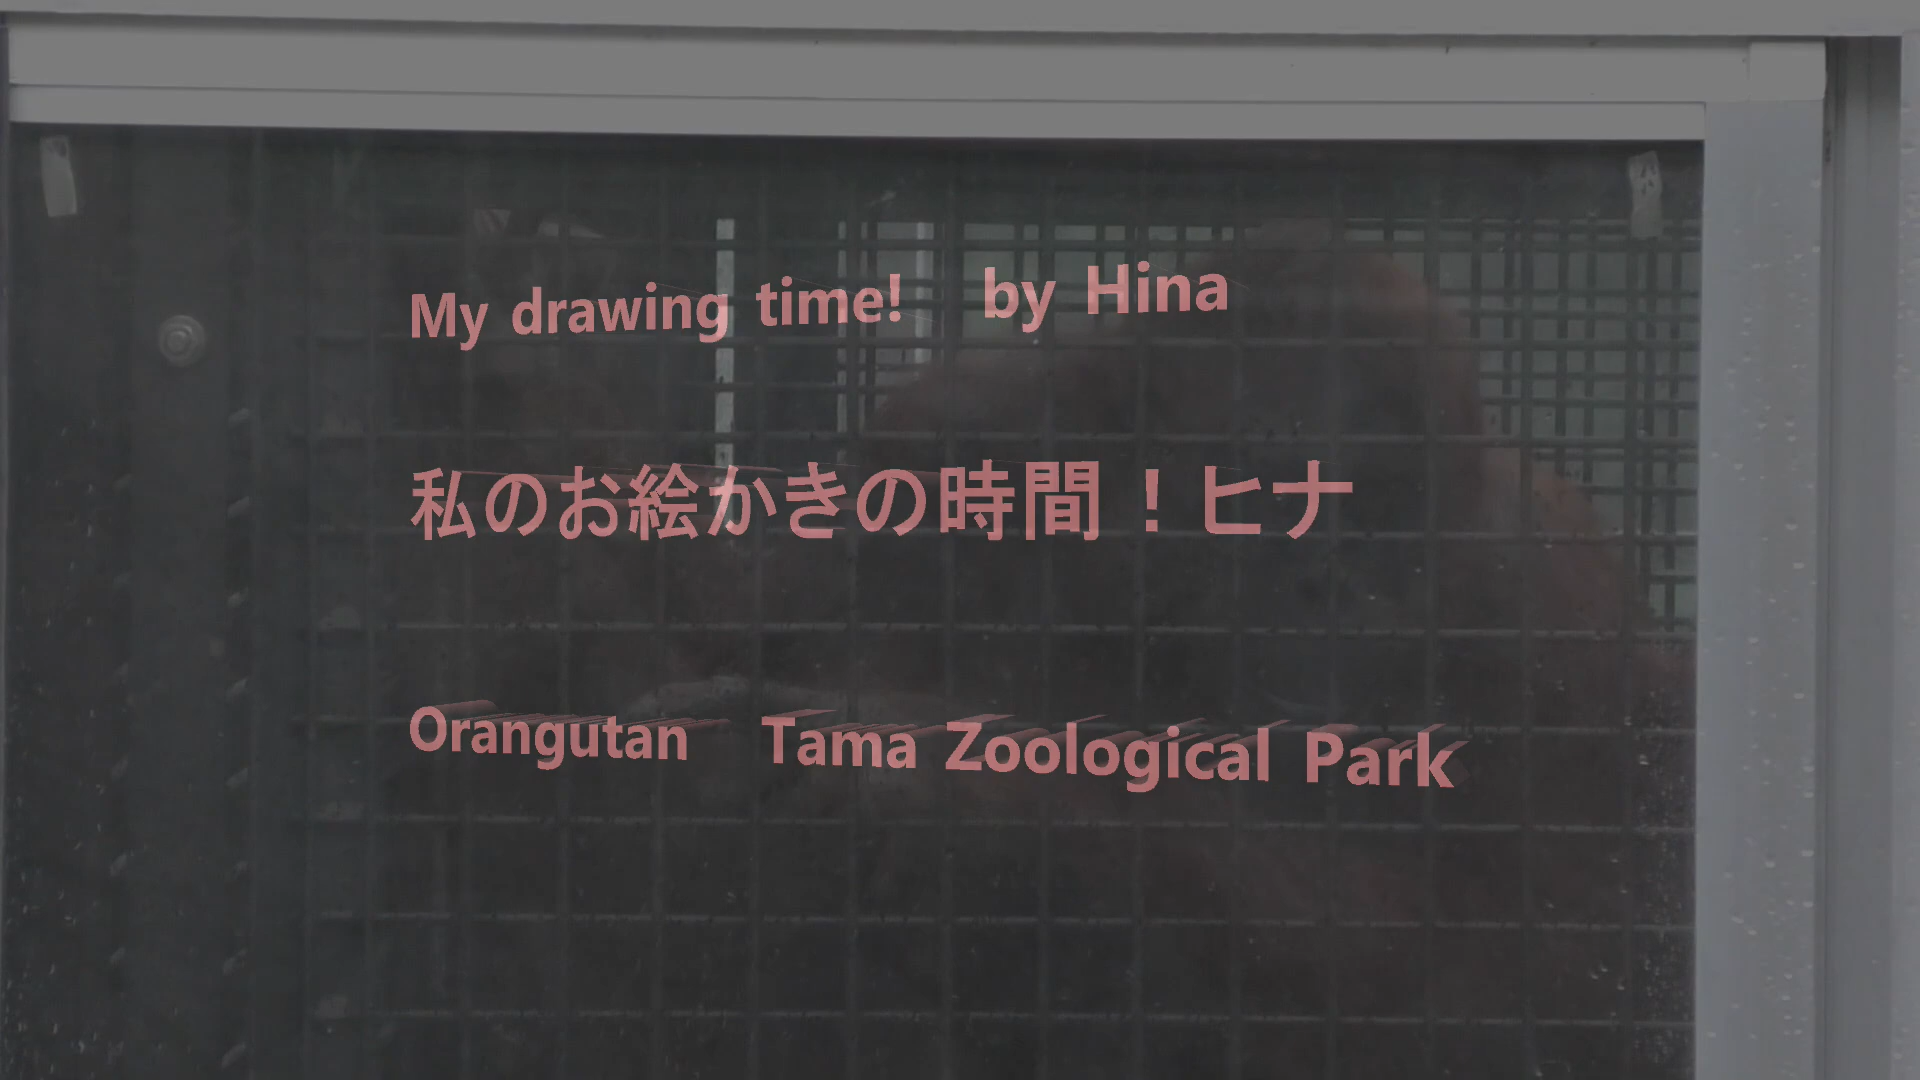 My drawing time! by Hina
私のお絵かきの時間！ヒナ
Orangutan Tama Zoological Park